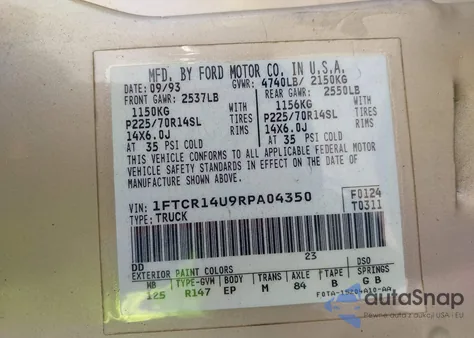 MFD. BY FORD MOTOR CO. IN U.S.A.
DATE: 09/93 GVWR: 4740LB/ 2150KG
FRONT GAWR: 2537LB REAR GAWR: 2550LB
1150KG WITH 1156KG WITH
P225/70R14SL TIRES P225/70R14SL TIRES
14X6.0J RIMS 14X6.0J RIMS
AT 35 PSI COLD AT 35 PSI COLD
THIS VEHICLE CONFORMS TO ALL APPLICABLE FEDERAL MOTOR
VEHICLE SAFETY STANDARDS IN EFFECT ON THE DATE OF
MANUFACTURE SHOWN ABOVE.
VIN: 1FTCR14U9RPA04350 F0124
TYPE: TRUCK T0311
23
DD
EXTERIOR PAINT COLORS DSO
WB TYPE-GVW BODY TRANS AXLE TAPE SPRINGS
125 R147 EP M 84 B G B
autoSnap